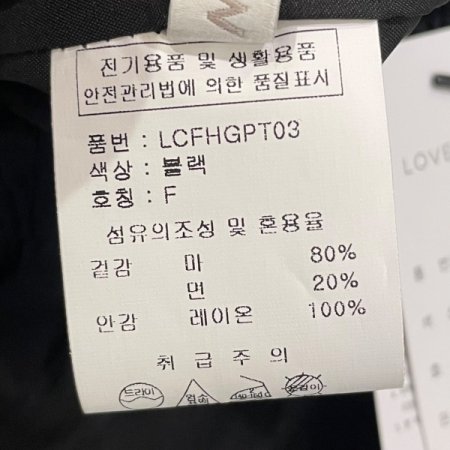 전기용품 및 생활용품
안전관리법에 의한 품질표시
품번 : LCFHGPT03
색상 : 블랙
호칭 : F
섬유의조성 및 혼용율
겉감 마 80%
면 20%
안감 레이온 100%
취급주의
드라이
LOVE